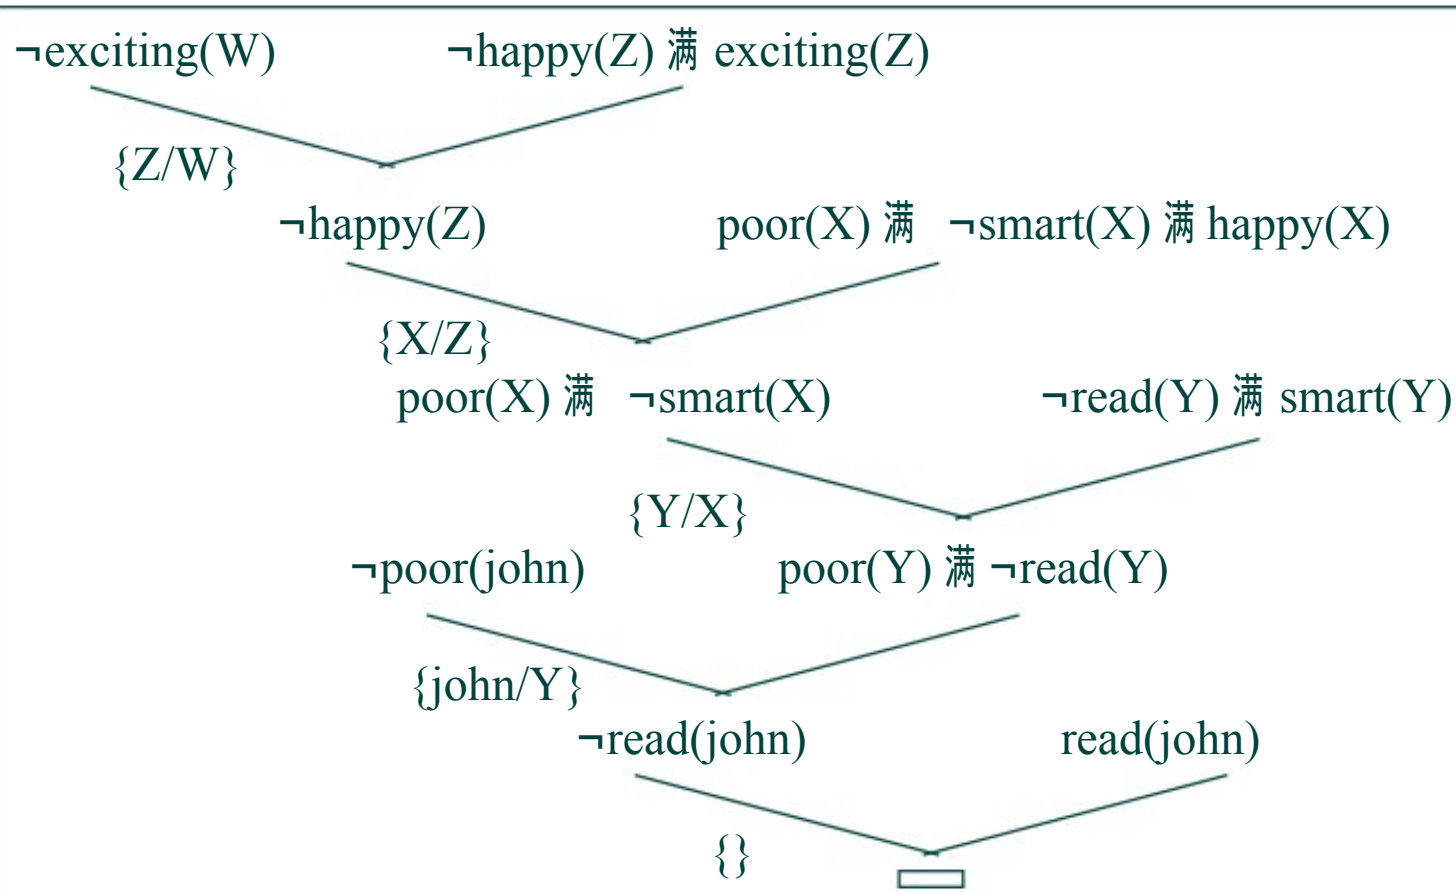 ¬exciting(W) ¬happy(Z) 满 exciting(Z)
{Z/W}
¬happy(Z) poor(X) 满 ¬smart(X) 满 happy(X)
{X/Z}
poor(X) 满 ¬smart(X) ¬read(Y) 满 smart(Y)
{Y/X}
¬poor(john) poor(Y) 满 ¬read(Y)
{john/Y}
¬read(john) read(john)
{}